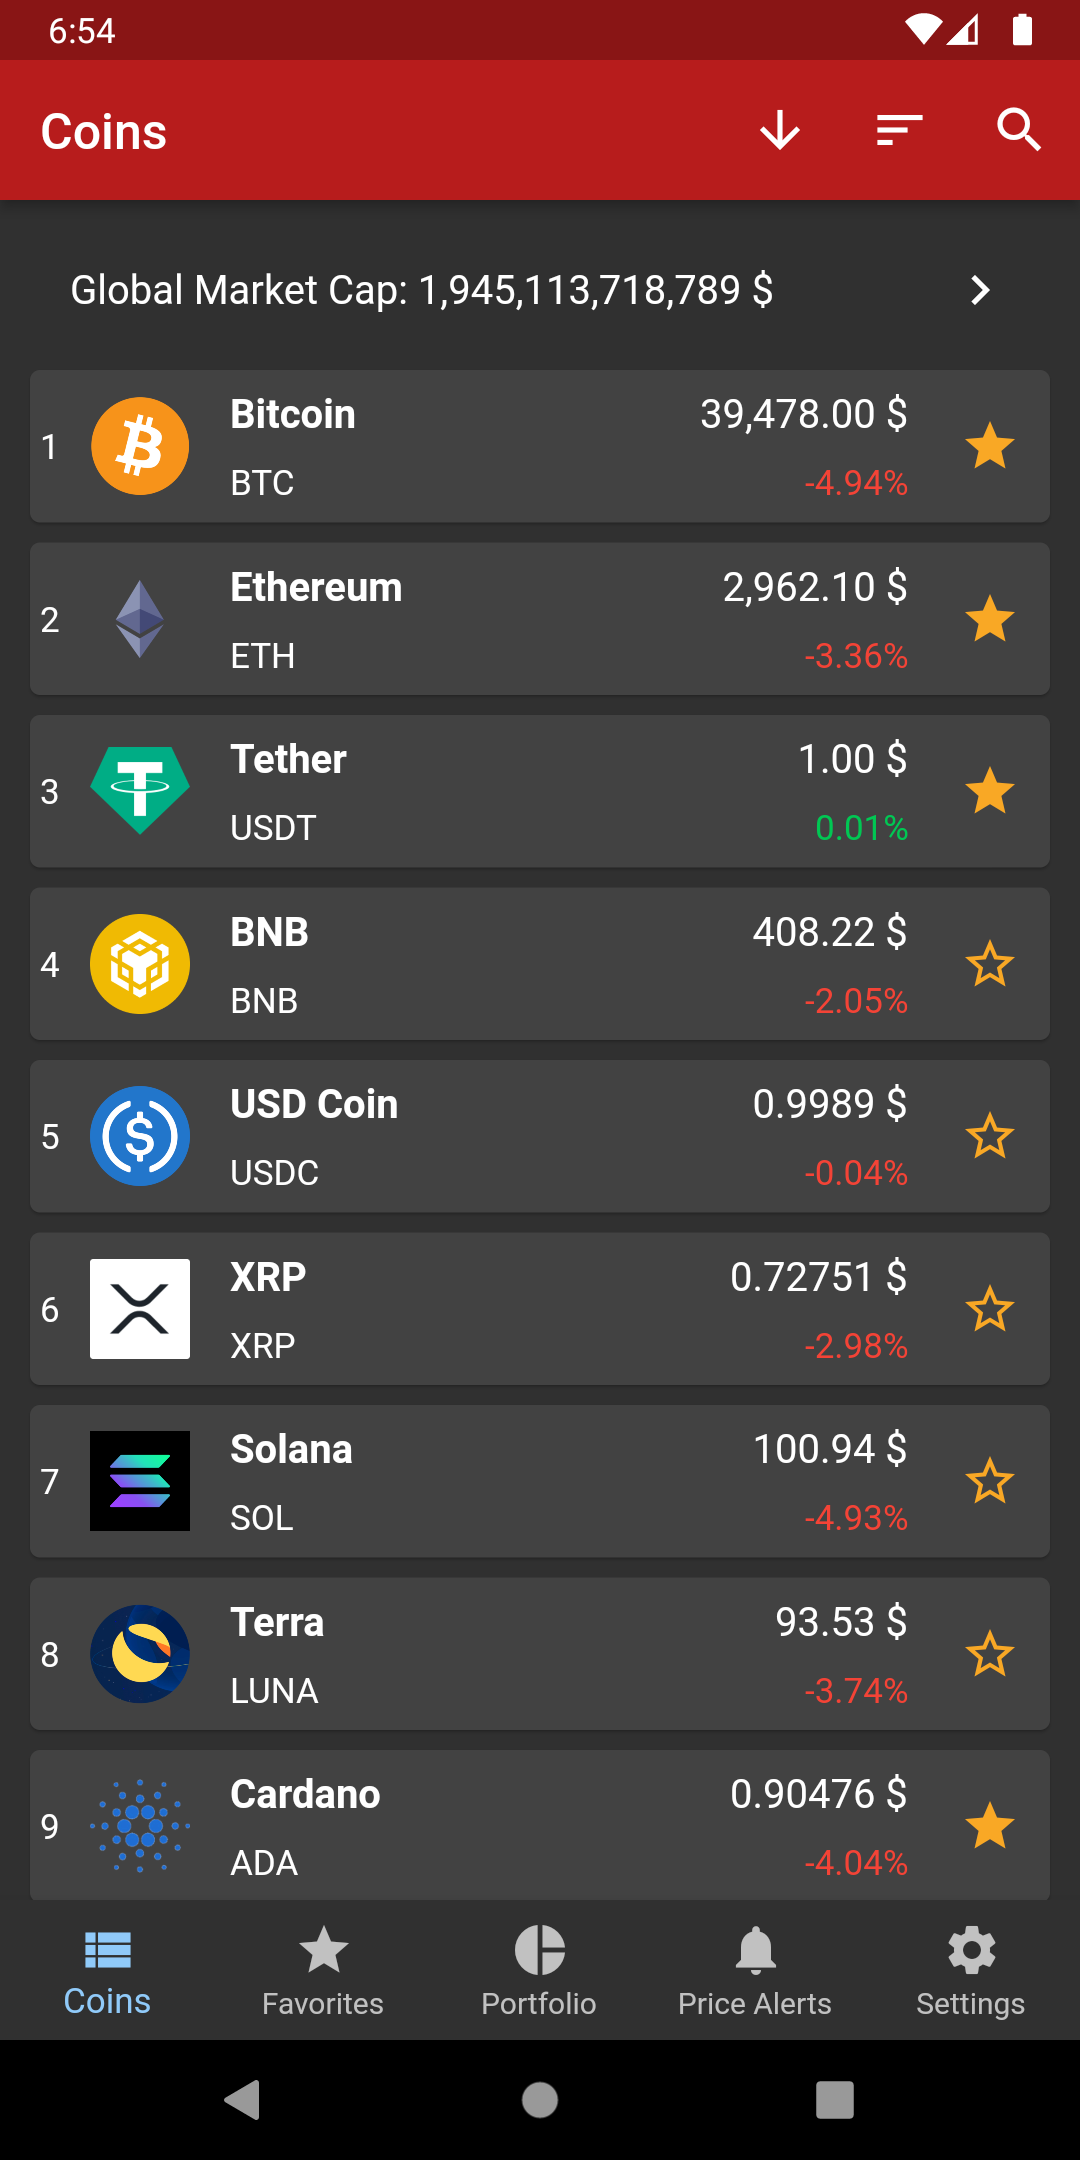 6:54
Coins
Global Market Cap: 1,945,113,718,789 $
1 Bitcoin 39,478.00 $
BTC -4.94%
2 Ethereum 2,962.10 $
ETH -3.36%
3 Tether 1.00 $
USDT 0.01%
4 BNB 408.22 $
BNB -2.05%
5 USD Coin 0.9989 $
USDC -0.04%
6 XRP 0.72751 $
XRP -2.98%
7 Solana 100.94 $
SOL -4.93%
8 Terra 93.53 $
LUNA -3.74%
9 Cardano 0.90476 $
ADA -4.04%
Coins Favorites Portfolio Price Alerts Settings